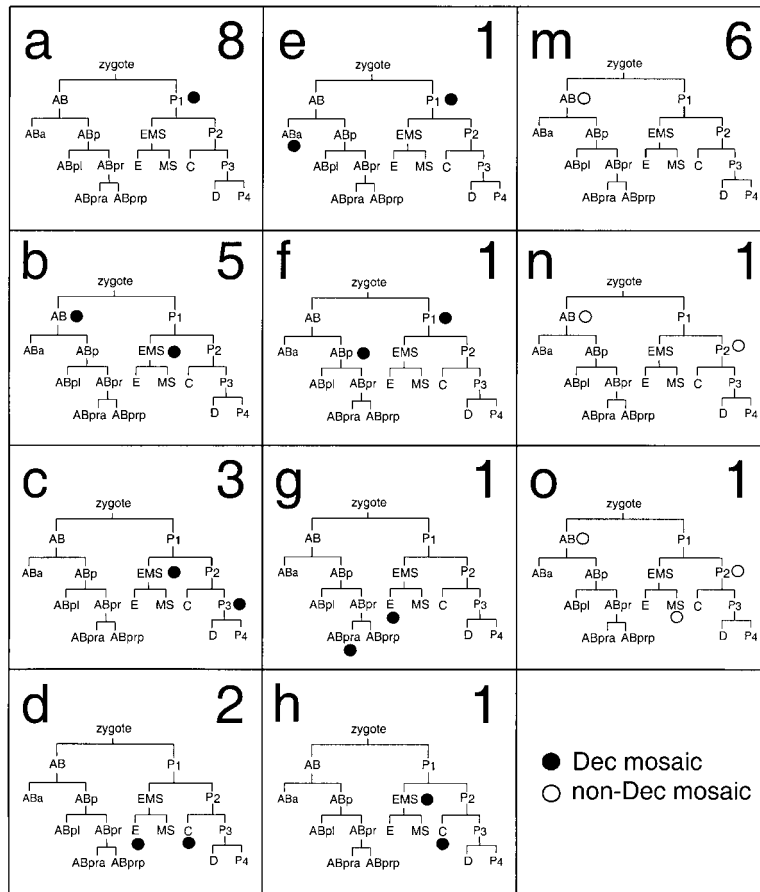 a 8
zygote
AB P1
ABa ABp EMS P2
ABpl ABpr E MS C P3
ABpra ABprp D P4
e 1
zygote
AB P1
ABa ABp EMS P2
ABpl ABpr E MS C P3
ABpra ABprp D P4
m 6
zygote
AB P1
ABa ABp EMS P2
ABpl ABpr E MS C P3
ABpra ABprp D P4
b 5
zygote
AB P1
ABa ABp EMS P2
ABpl ABpr E MS C P3
ABpra ABprp D P4
f 1
zygote
AB P1
ABa ABp EMS P2
ABpl ABpr E MS C P3
ABpra ABprp D P4
n 1
zygote
AB P1
ABa ABp EMS P2
ABpl ABpr E MS C P3
ABpra ABprp D P4
c 3
zygote
AB P1
ABa ABp EMS P2
ABpl ABpr E MS C P3
ABpra ABprp D P4
g 1
zygote
AB P1
ABa ABp EMS P2
ABpl ABpr E MS C P3
ABpra ABprp D P4
o 1
zygote
AB P1
ABa ABp EMS P2
ABpl ABpr E MS C P3
ABpra ABprp D P4
d 2
zygote
AB P1
ABa ABp EMS P2
ABpl ABpr E MS C P3
ABpra ABprp D P4
h 1
zygote
AB P1
ABa ABp EMS P2
ABpl ABpr E MS C P3
ABpra ABprp D P4
Dec mosaic
non-Dec mosaic